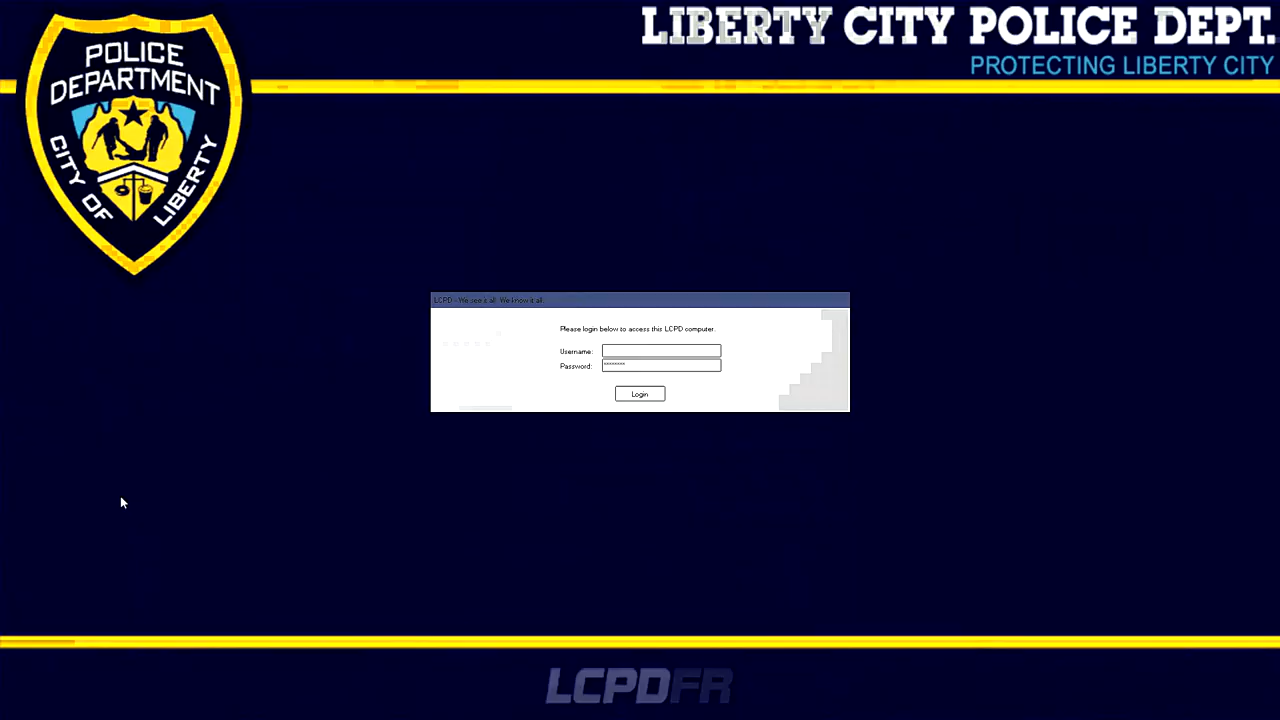 LIBERTY CITY POLICE DEPT.
PROTECTING LIBERTY CITY
POLICE
DEPARTMENT
CITY OF LIBERTY
LCPD - We see it all. We know it all.
Please login below to access this LCPD computer.
Username:
Password: ********
Login
LCPDFR